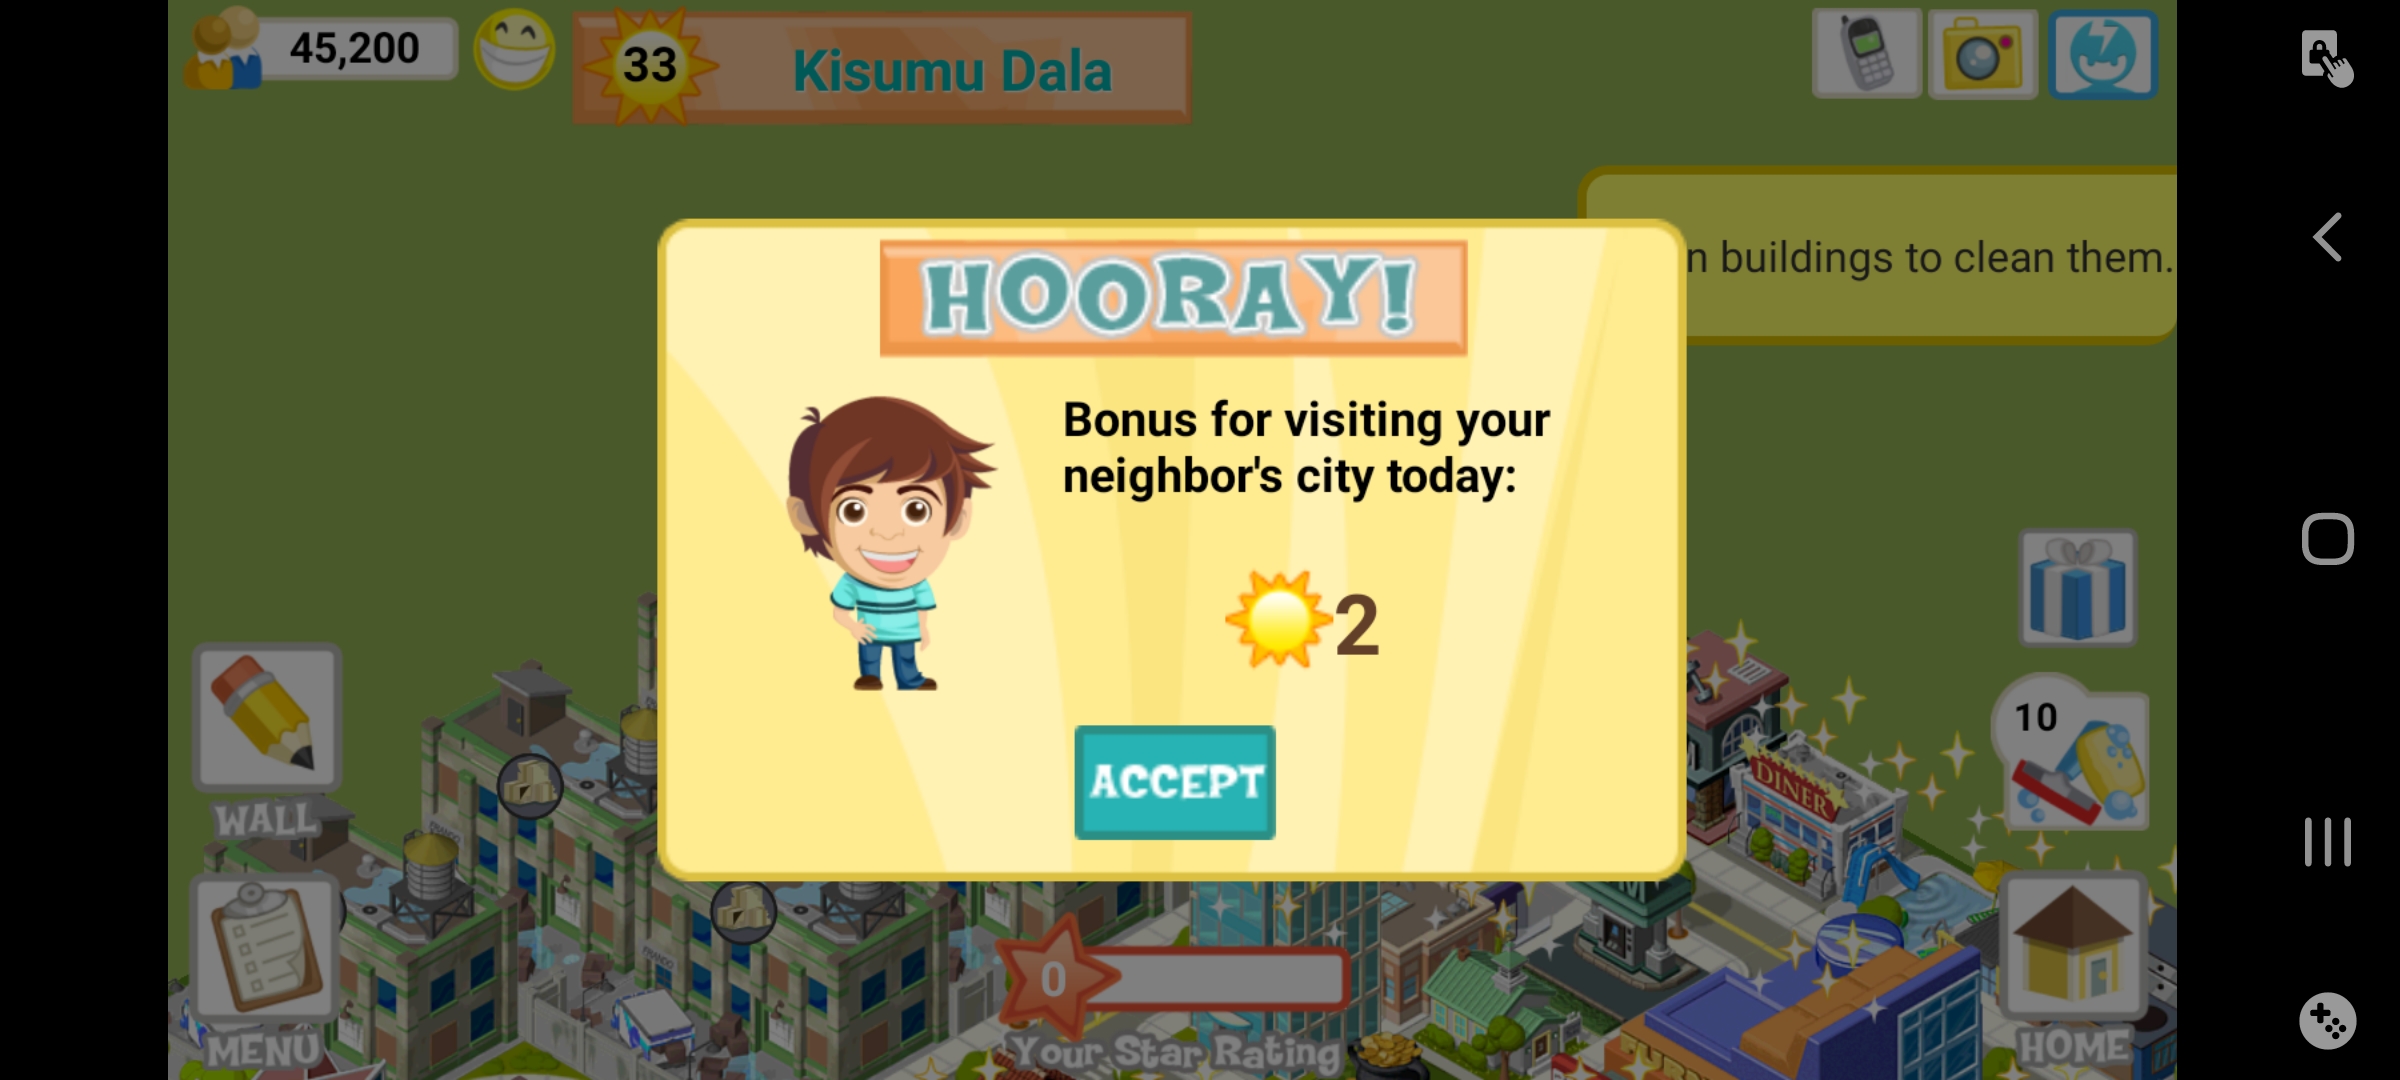 45,200
33
Kisumu Dala
n buildings to clean them.
HOORAY!
Bonus for visiting your
neighbor's city today:
2
ACCEPT
WALL
10
DINER
MENU
0
Your Star Rating
HOME